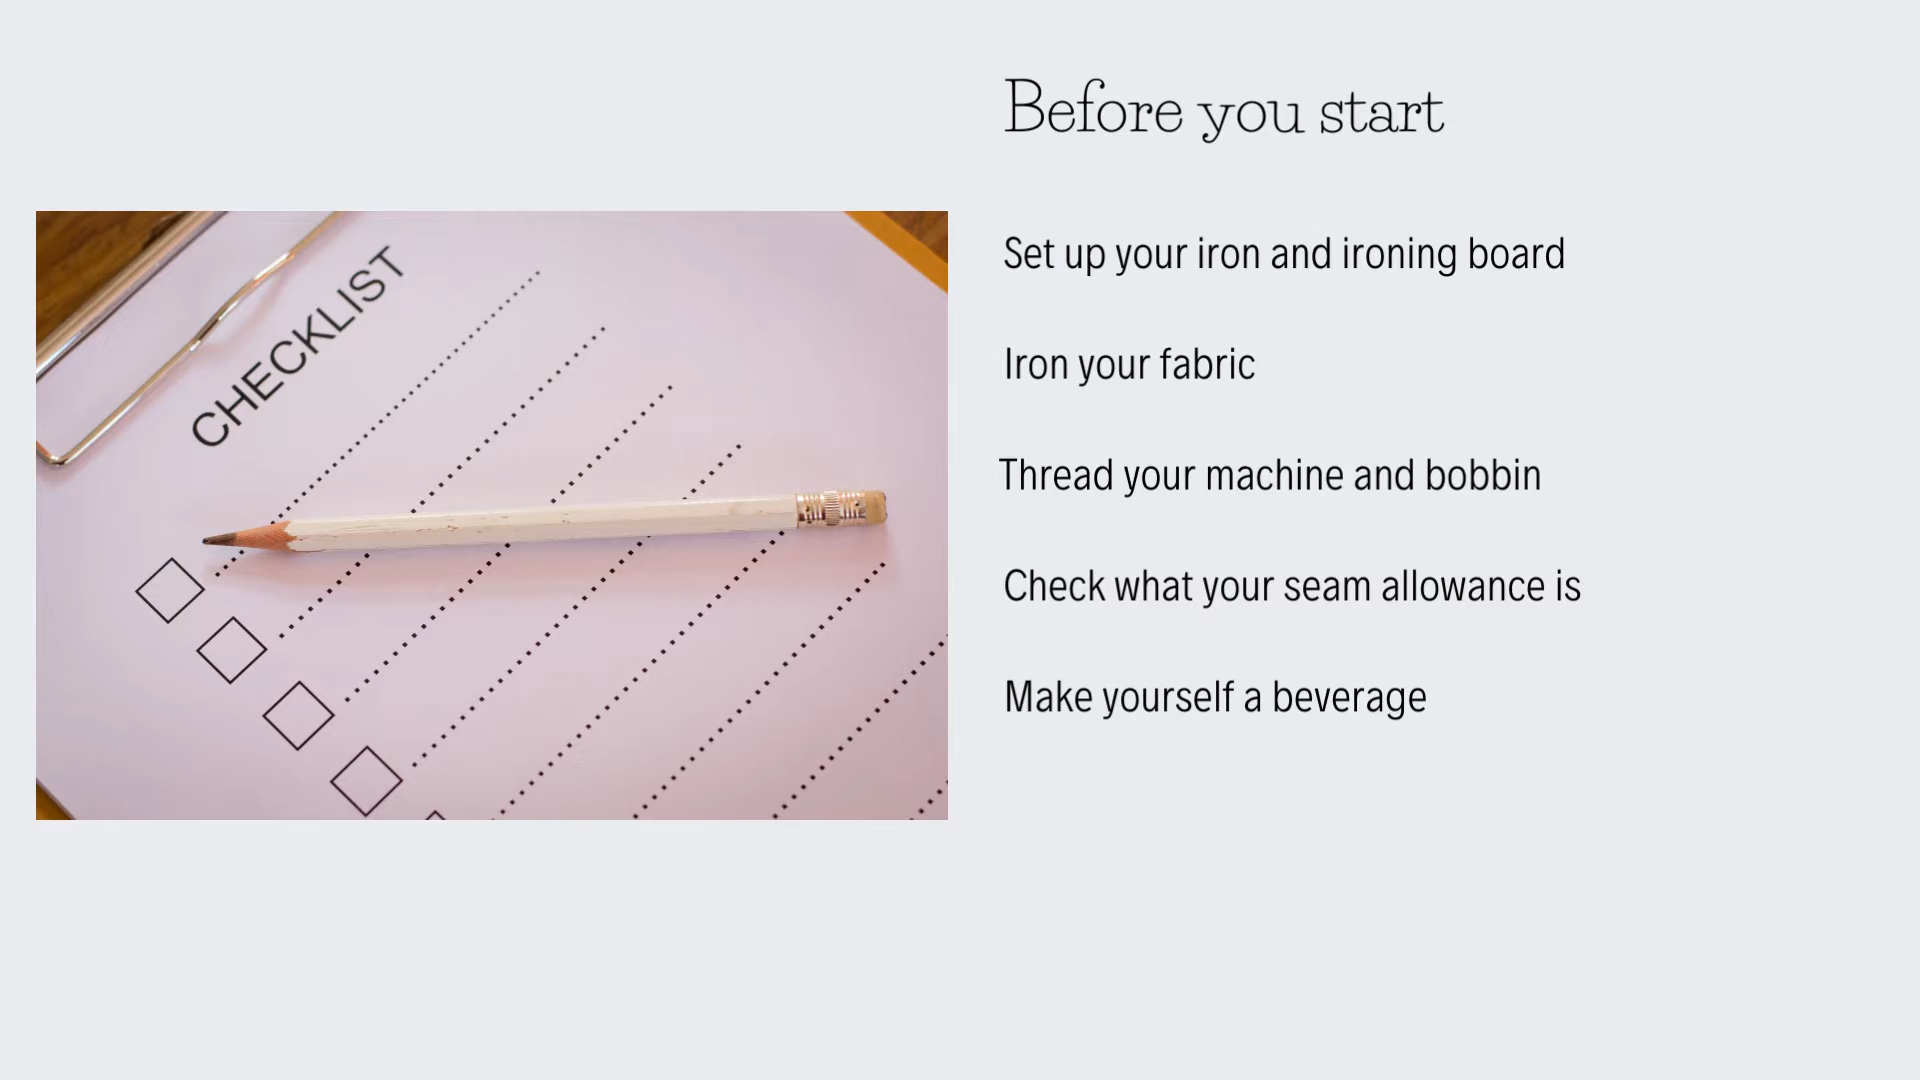 Before you start
CHECKLIST
Set up your iron and ironing board
Iron your fabric
Thread your machine and bobbin
Check what your seam allowance is
Make yourself a beverage